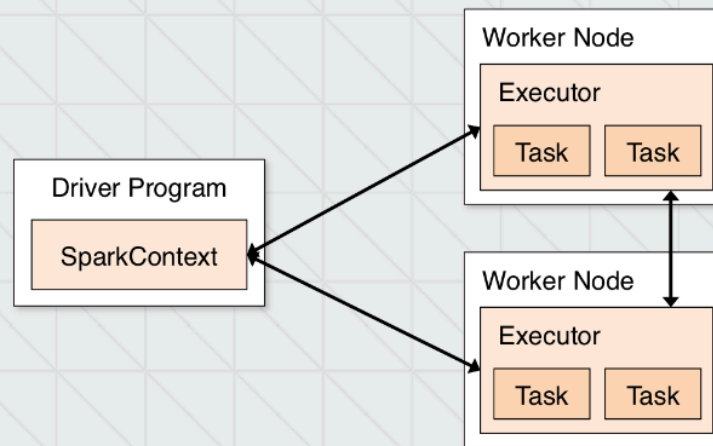 Driver Program
SparkContext
Worker Node
Executor
Task Task
Worker Node
Executor
Task Task